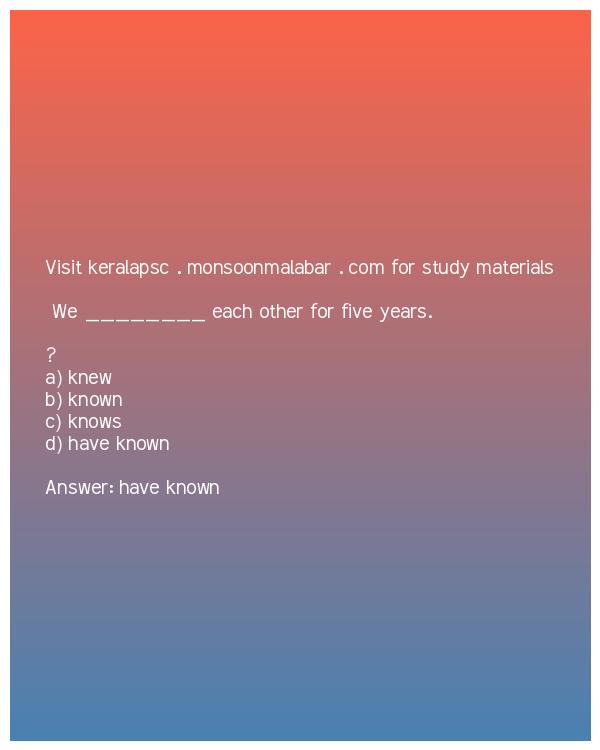 Visit keralapsc . monsoonmalabar . com for study materials
We ________ each other for five years.
?
a) knew
b) known
c) knows
d) have known
Answer: have known